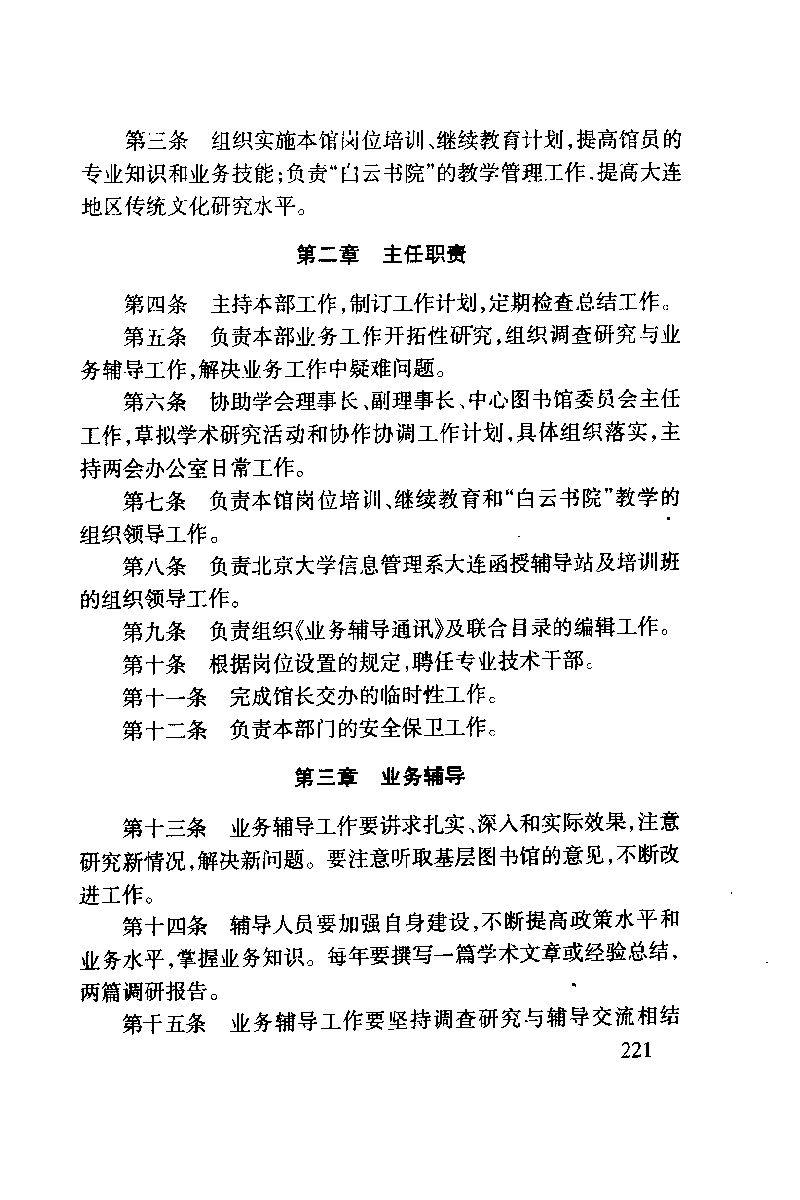 第三条　组织实施本馆岗位培训、继续教育计划,提高馆员的
专业知识和业务技能;负责“白云书院”的教学管理工作,提高大连
地区传统文化研究水平。
第二章　主任职责
第四条　主持本部工作,制订工作计划,定期检查总结工作。
第五条　负责本部业务工作开拓性研究,组织调查研究与业
务辅导工作,解决业务工作中疑难问题。
第六条　协助学会理事长、副理事长、中心图书馆委员会主任
工作,草拟学术研究活动和协作协调工作计划,具体组织落实,主
持两会办公室日常工作。
第七条　负责本馆岗位培训、继续教育和“白云书院”教学的
组织领导工作。
第八条　负责北京大学信息管理系大连函授辅导站及培训班
的组织领导工作。
第九条　负责组织《业务辅导通讯》及联合目录的编辑工作。
第十条　根据岗位设置的规定,聘任专业技术干部。
第十一条　完成馆长交办的临时性工作。
第十二条　负责本部门的安全保卫工作。
第三章　业务辅导
第十三条　业务辅导工作要讲求扎实、深入和实际效果,注意
研究新情况,解决新问题。要注意听取基层图书馆的意见,不断改
进工作。
第十四条　辅导人员要加强自身建设,不断提高政策水平和
业务水平,掌握业务知识。每年要撰写一篇学术文章或经验总结,
两篇调研报告。
第十五条　业务辅导工作要坚持调查研究与辅导交流相结
221